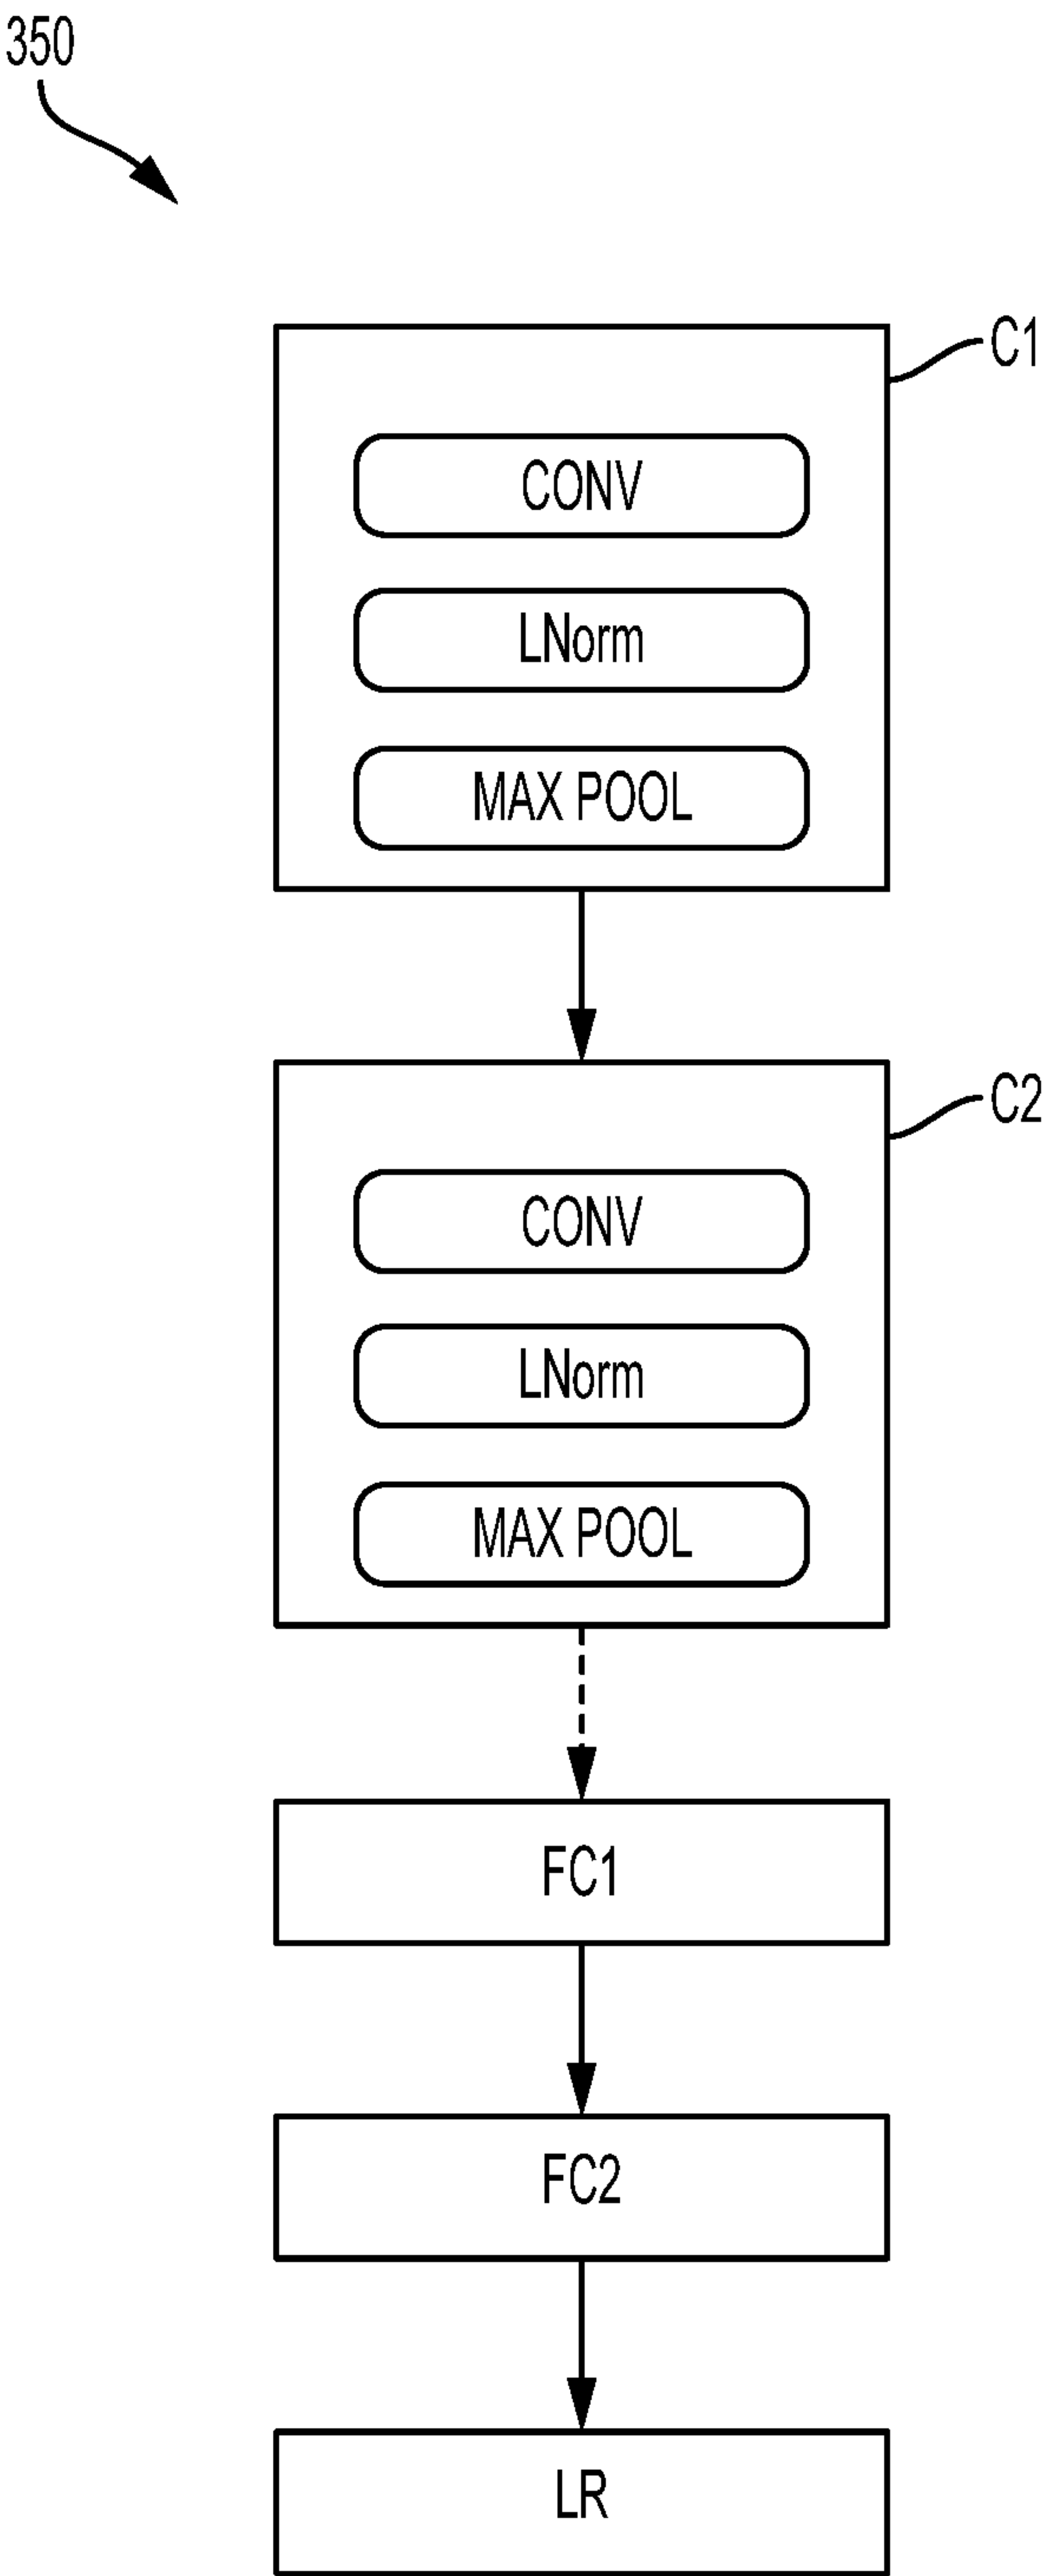 350
C1
CONV
LNorm
MAX POOL
C2
CONV
LNorm
MAX POOL
FC1
FC2
LR